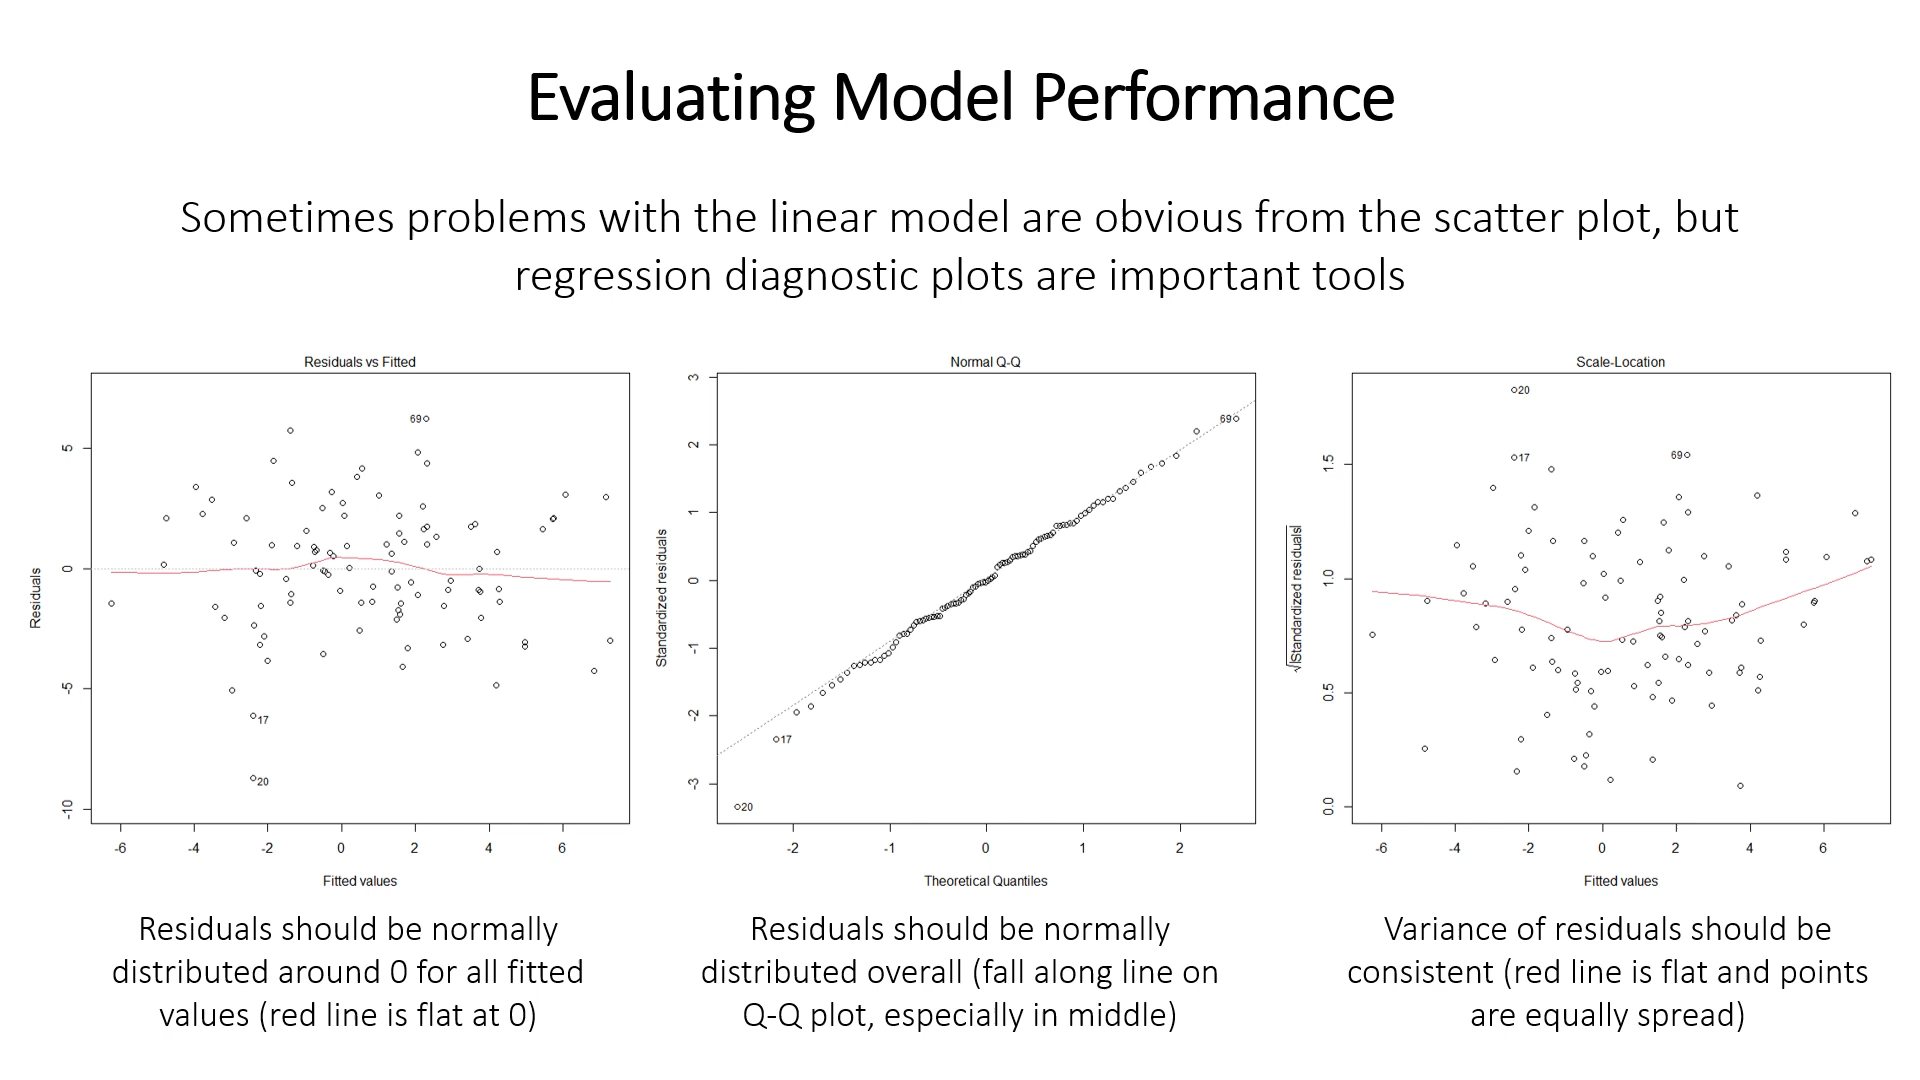 Evaluating Model Performance
Sometimes problems with the linear model are obvious from the scatter plot, but
regression diagnostic plots are important tools
Residuals vs Fitted
Residuals
5
0
-5
-10
69
17
20
-6 -4 -2 0 2 4 6
Fitted values
Normal Q-Q
Standardized residuals
3
2
1
0
-1
-2
-3
69
17
20
-2 -1 0 1 2
Theoretical Quantiles
Scale-Location
√|Standardized residuals|
1.5
1.0
0.5
0.0
20
17
69
-6 -4 -2 0 2 4 6
Fitted values
Residuals should be normally
distributed around 0 for all fitted
values (red line is flat at 0)
Residuals should be normally
distributed overall (fall along line on
Q-Q plot, especially in middle)
Variance of residuals should be
consistent (red line is flat and points
are equally spread)